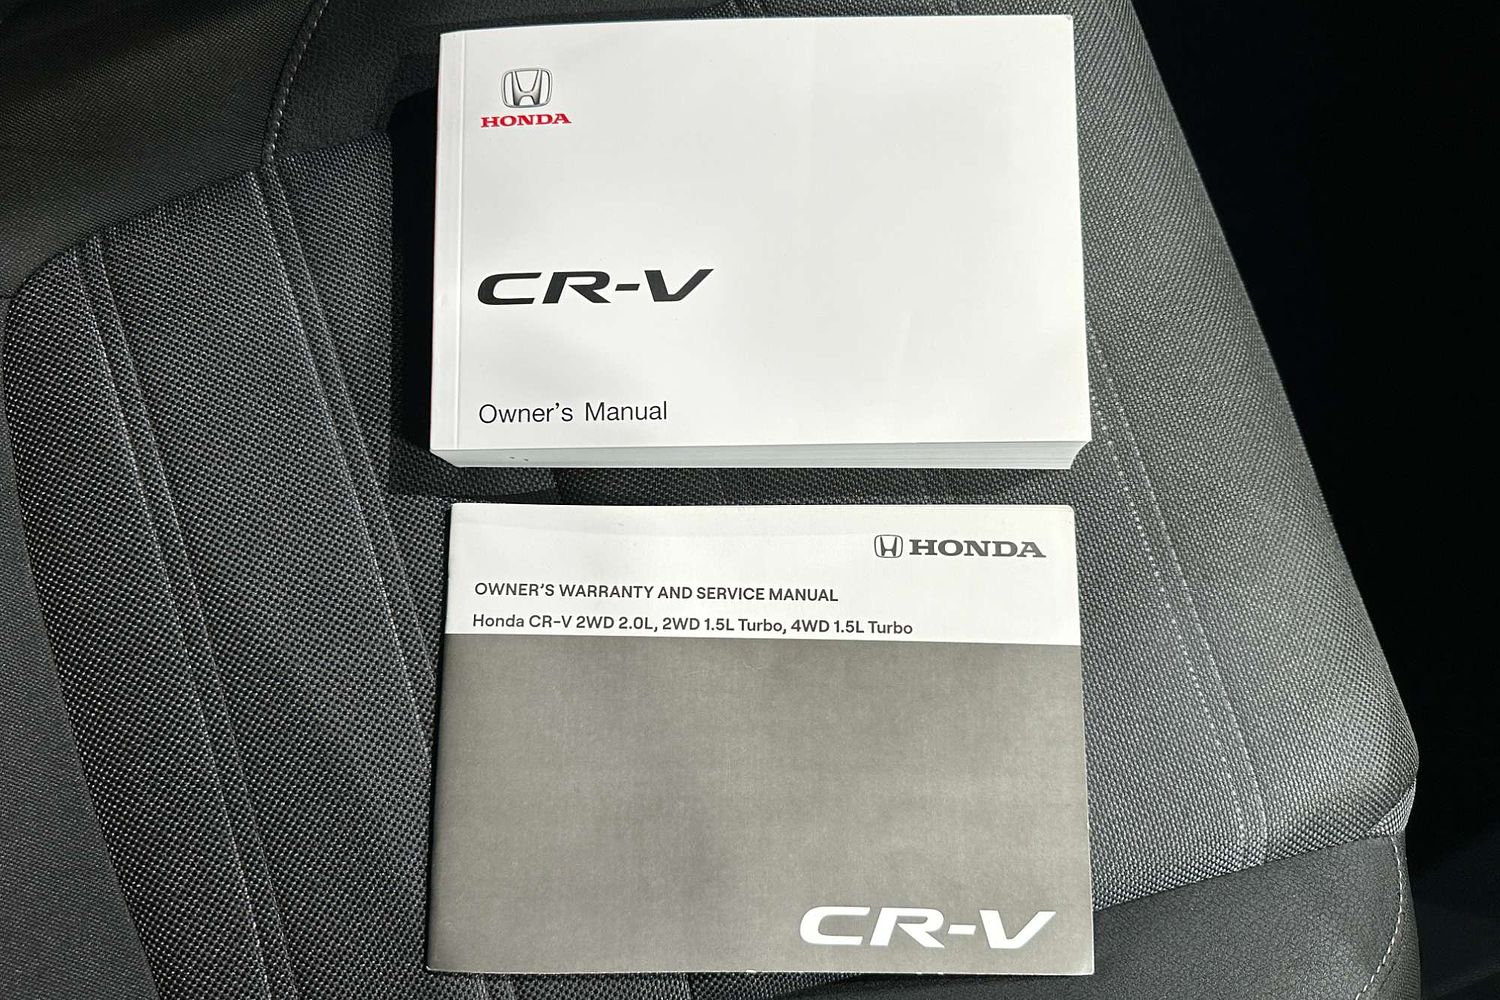 HONDA
CR-V
Owner's Manual
HONDA
OWNER'S WARRANTY AND SERVICE MANUAL
Honda CR-V 2WD 2.0L, 2WD 1.5L Turbo, 4WD 1.5L Turbo
CR-V